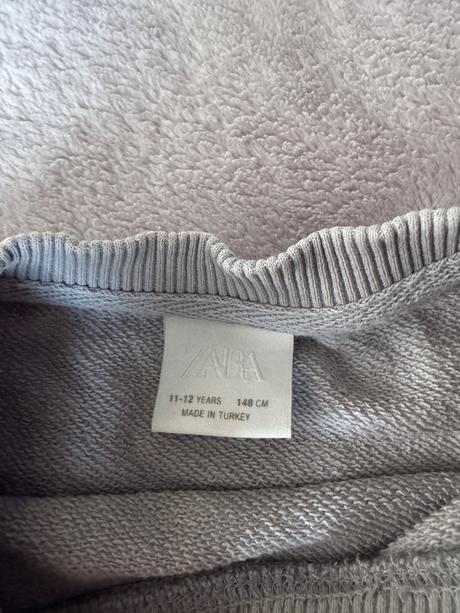 ZARA
11-12 YEARS 148 CM
MADE IN TURKEY